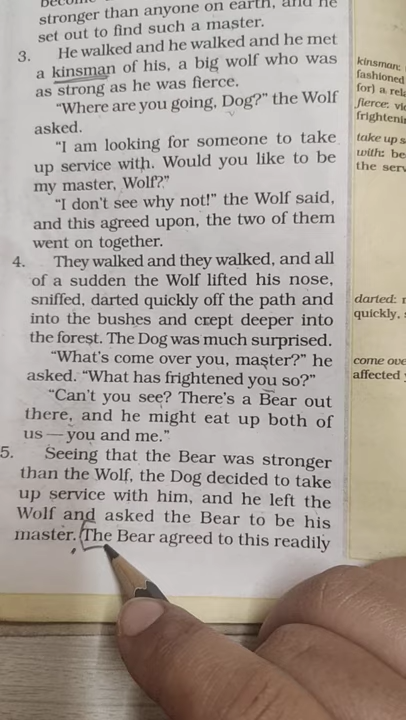 stronger than anyone on earth, and he
set out to find such a master.
3. He walked and he walked and he met
a kinsman of his, a big wolf who was
as strong as he was fierce.
"Where are you going, Dog?" the Wolf
asked.
"I am looking for someone to take
up service with. Would you like to be
my master, Wolf?"
"I don't see why not!" the Wolf said,
and this agreed upon, the two of them
went on together.
4. They walked and they walked, and all
of a sudden the Wolf lifted his nose,
sniffed, darted quickly off the path and
into the bushes and crept deeper into
the forest. The Dog was much surprised.
"What's come over you, master?" he
asked. "What has frightened you so?"
"Can't you see? There's a Bear out
there, and he might eat up both of
us — you and me."
5. Seeing that the Bear was stronger
than the Wolf, the Dog decided to take
up service with him, and he left the
Wolf and asked the Bear to be his
master. The Bear agreed to this readily
kinsman:
fashioned
for) a
fierce:
take up
with: be
the
darted:
quickly,
come
affected